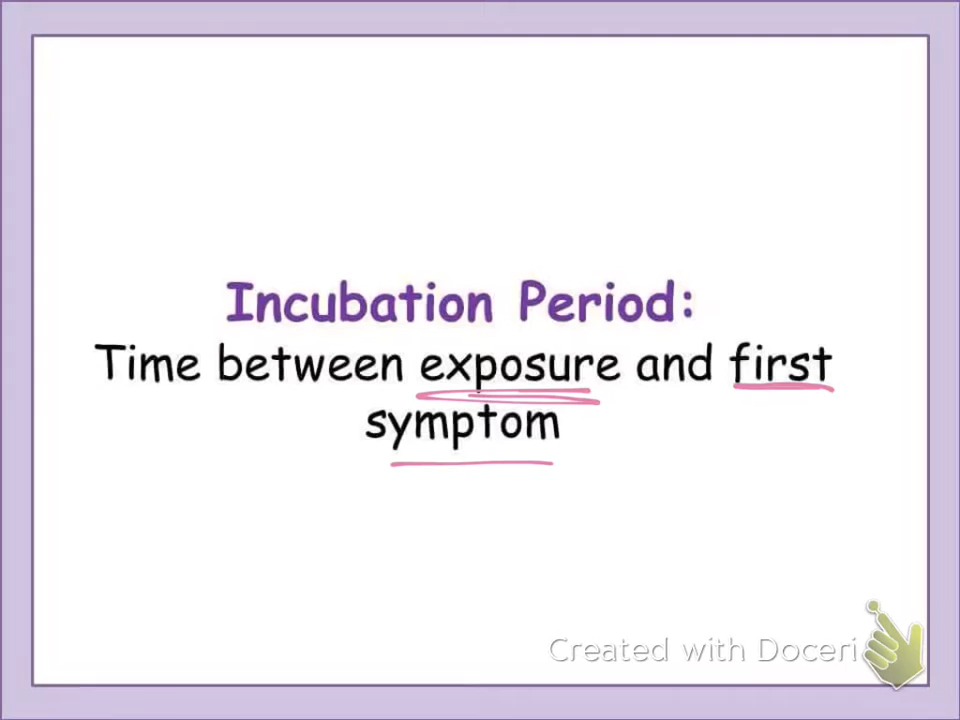 Incubation Period:
Time between exposure and first
symptom
Created with Doceri